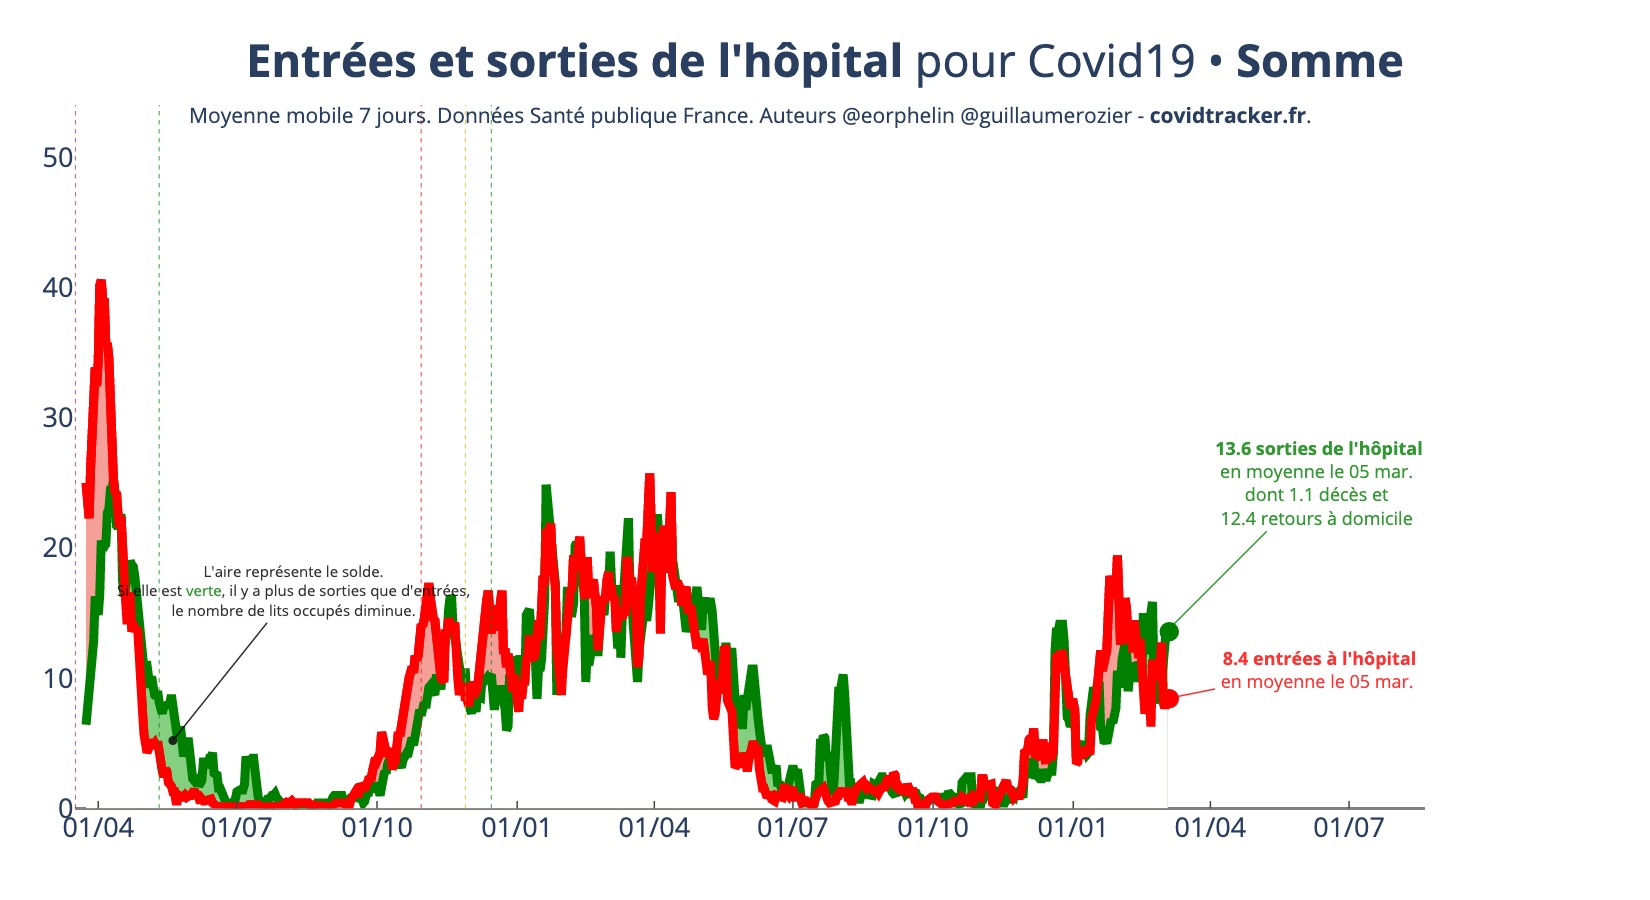 Entrées et sorties de l'hôpital pour Covid19 • Somme
Moyenne mobile 7 jours. Données Santé publique France. Auteurs @eorphelin @guillaumerozier - covidtracker.fr.
50
40
30
20
10
0
13.6 sorties de l'hôpital
en moyenne le 05 mar.
dont 1.1 décès et
12.4 retours à domicile
L'aire représente le solde.
Si elle est verte, il y a plus de sorties que d'entrées,
le nombre de lits occupés diminue.
8.4 entrées à l'hôpital
en moyenne le 05 mar.
01/04 01/07 01/10 01/01 01/04 01/07 01/10 01/01 01/04 01/07